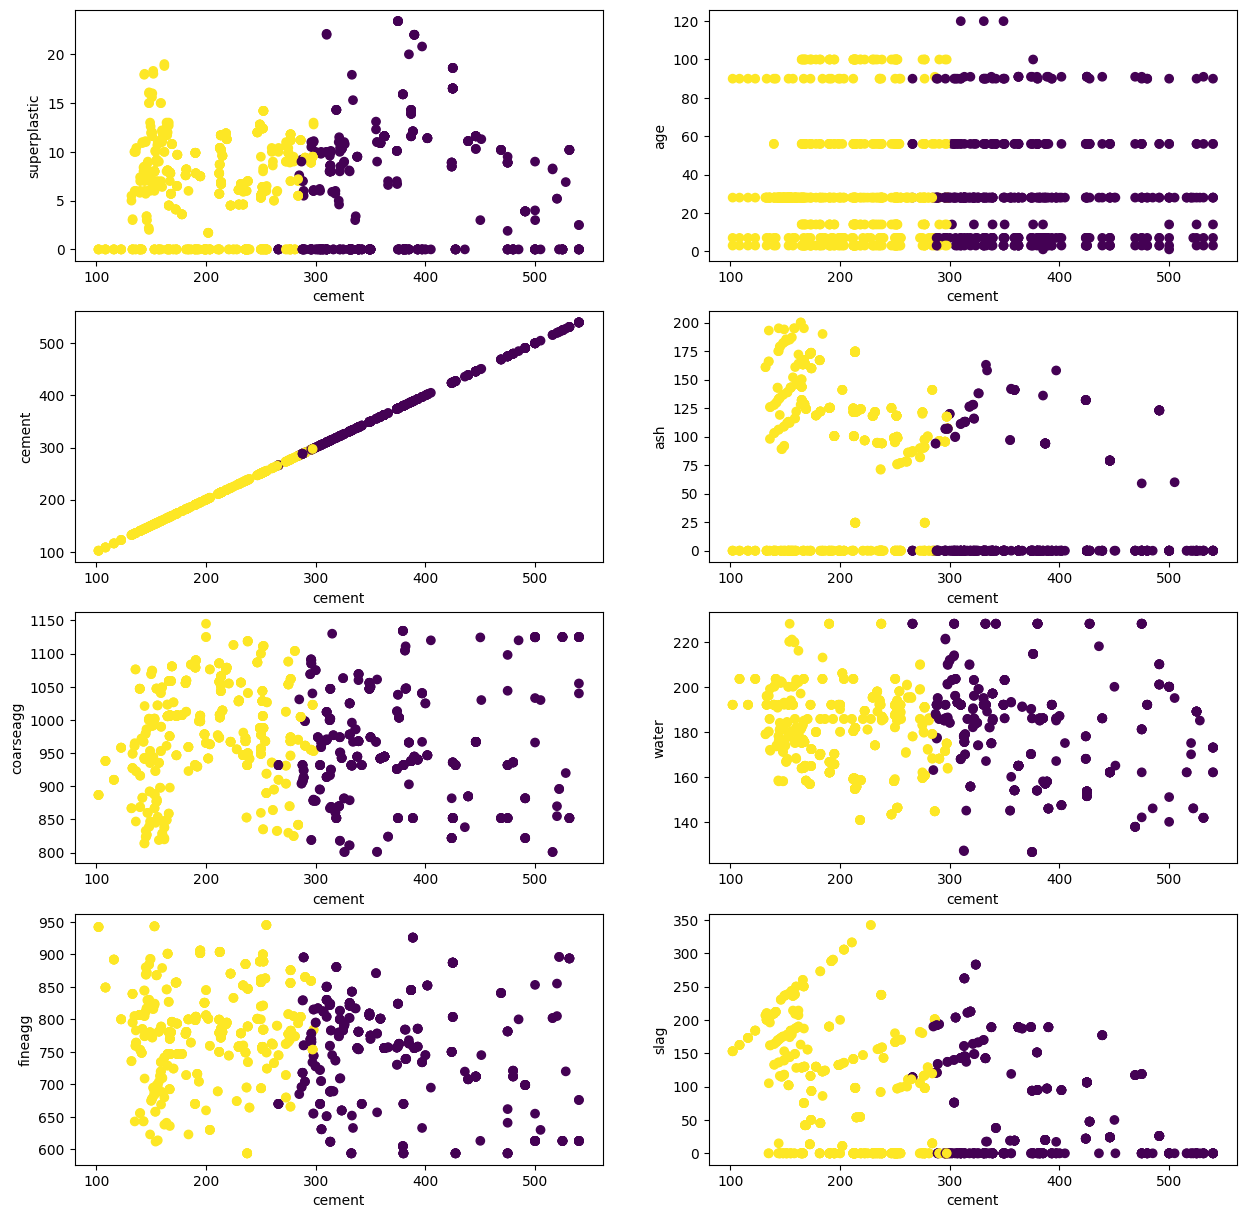 20
15
10
5
0
superplastic
100 200 300 400 500
cement
120
100
80
60
40
20
0
age
100 200 300 400 500
cement
500
400
300
200
100
cement
100 200 300 400 500
cement
200
175
150
125
100
75
50
25
0
ash
100 200 300 400 500
cement
1150
1100
1050
1000
950
900
850
800
coarseagg
100 200 300 400 500
cement
220
200
180
160
140
water
100 200 300 400 500
cement
950
900
850
800
750
700
650
600
fineagg
100 200 300 400 500
cement
350
300
250
200
150
100
50
0
slag
100 200 300 400 500
cement